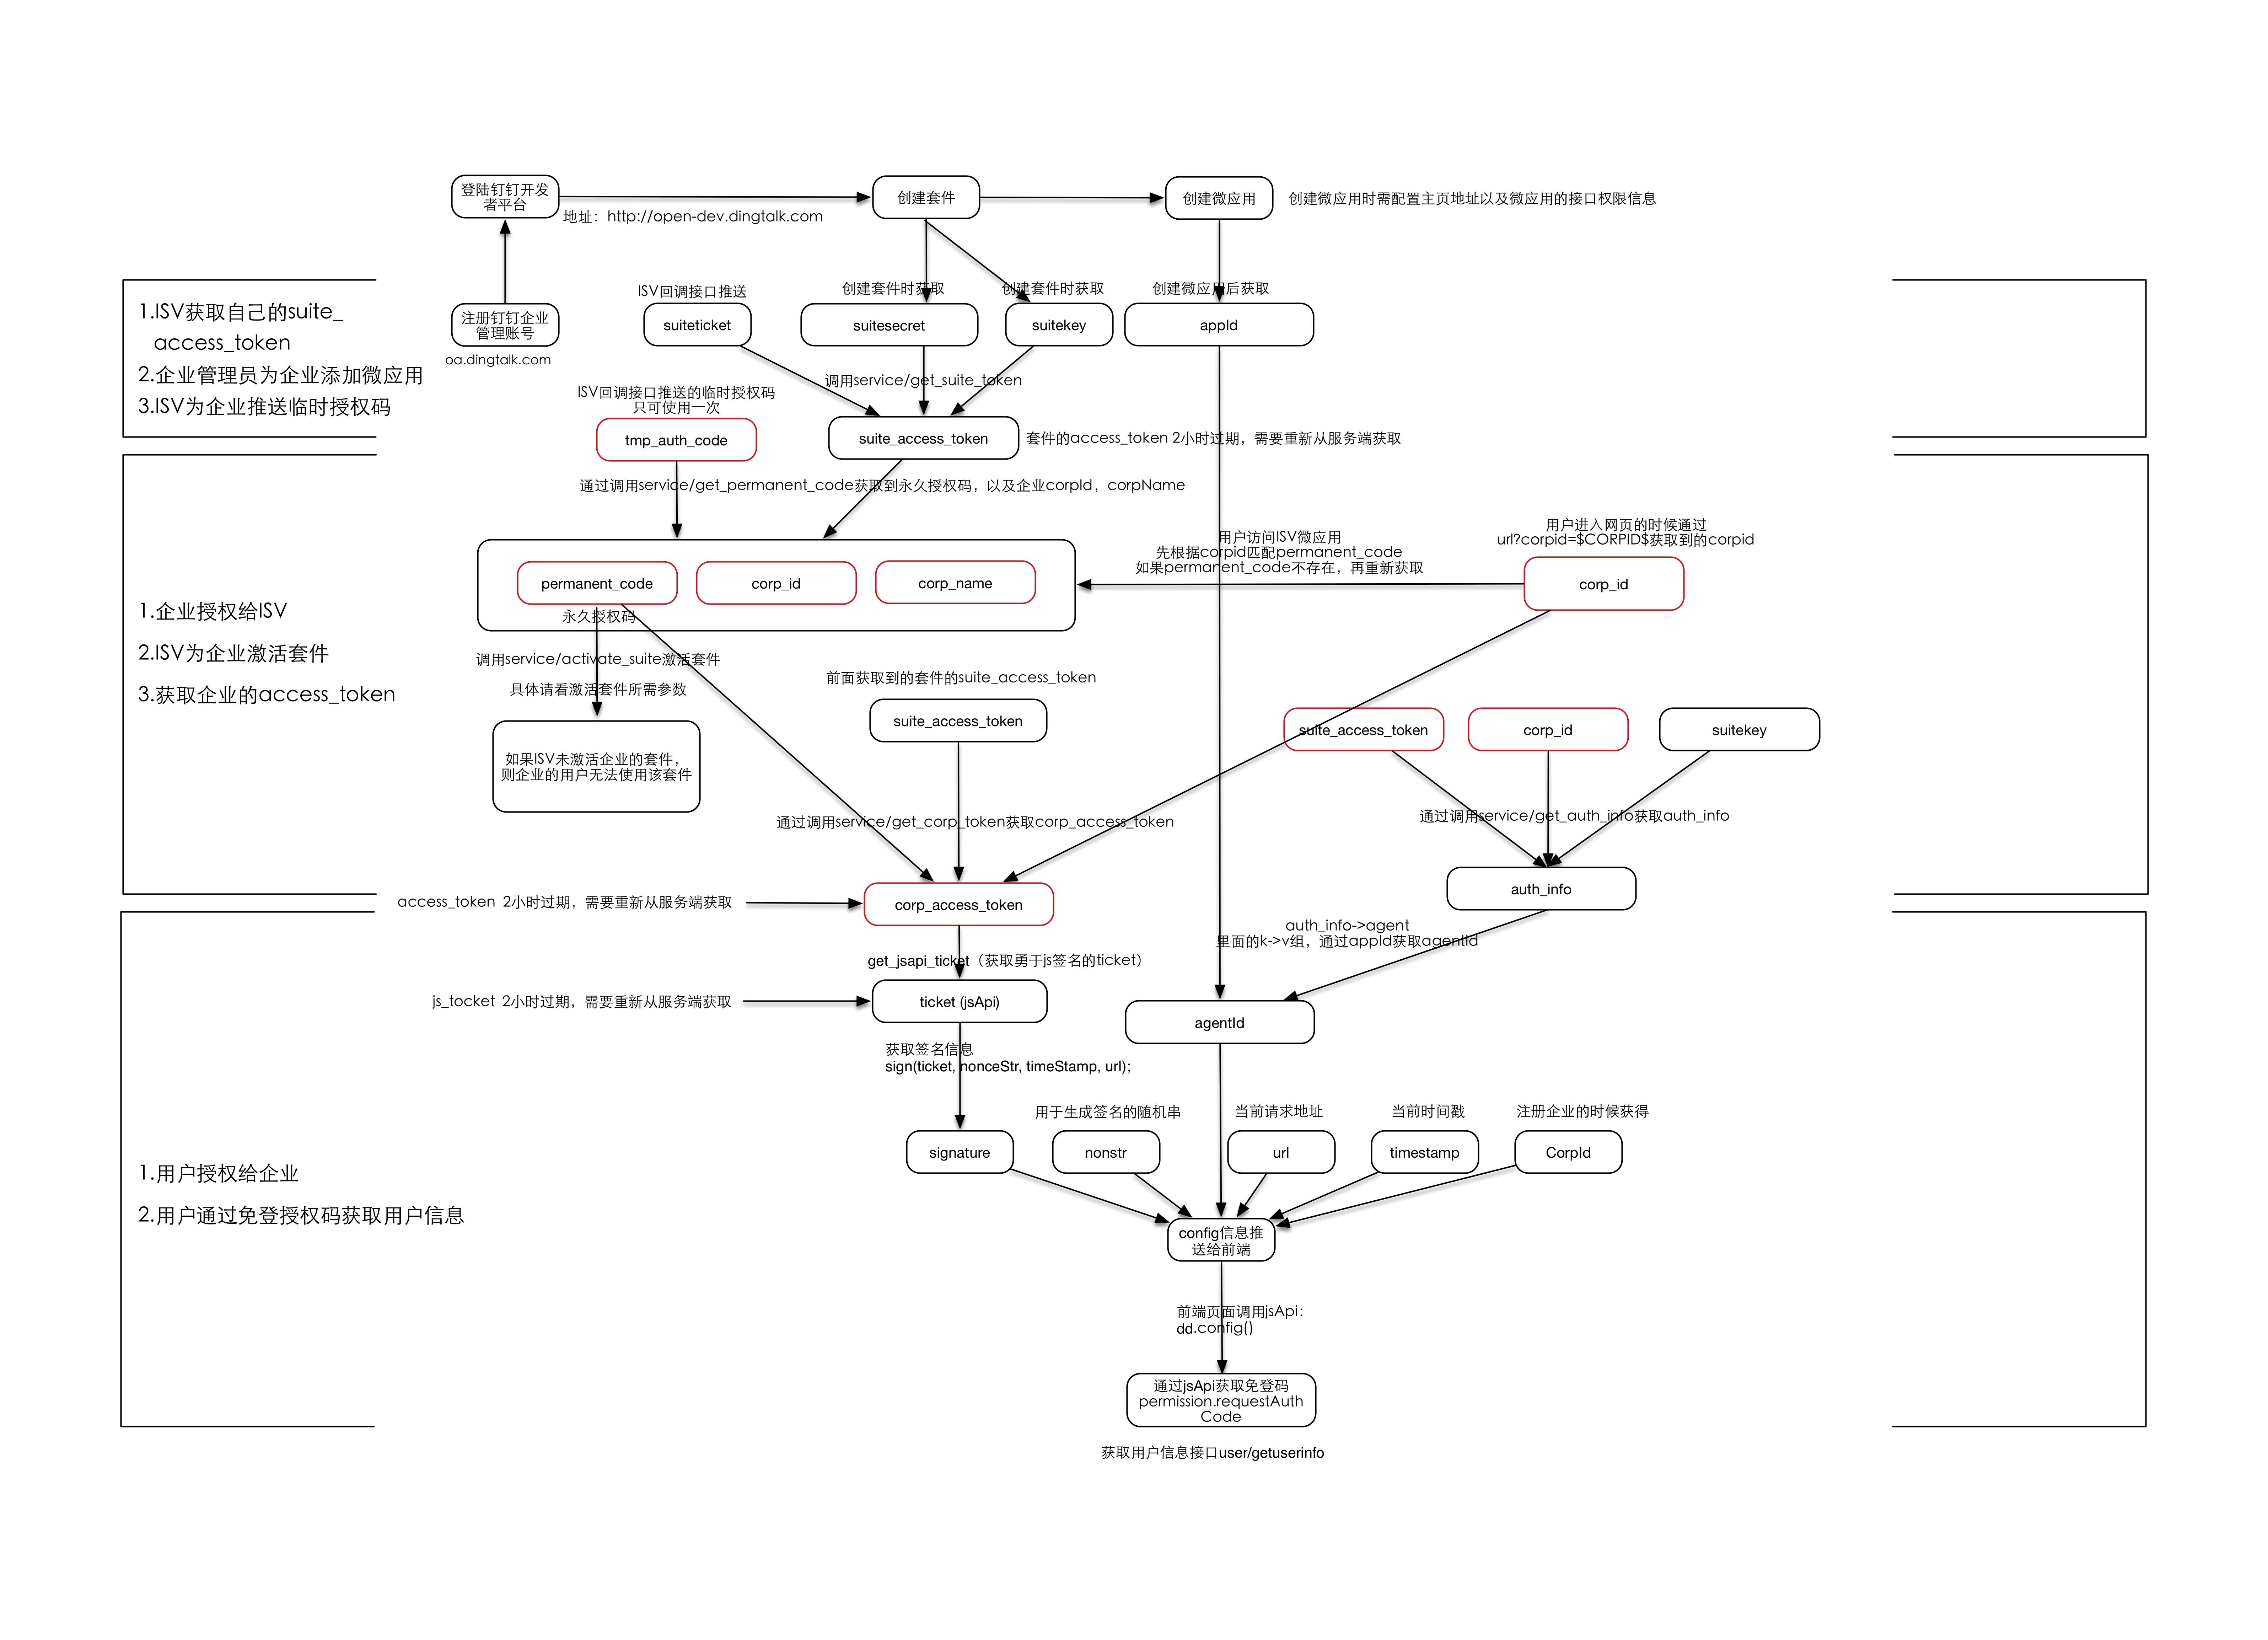 登陆钉钉开发
者平台
创建套件
创建微应用
创建微应用时需配置主页地址以及微应用的接口权限信息
地址：http://open-dev.dingtalk.com
1.ISV获取自己的suite_
access_token
2.企业管理员为企业添加微应用
3.ISV为企业推送临时授权码
注册钉钉企业
管理账号
oa.dingtalk.com
ISV回调接口推送
创建套件时获取
创建套件时获取
创建微应用后获取
suiteticket
suitesecret
suitekey
appId
调用service/get_suite_token
ISV回调接口推送的临时授权码
只可使用一次
tmp_auth_code
suite_access_token
套件的access_token 2小时过期，需要重新从服务端获取
通过调用service/get_permanent_code获取到永久授权码，以及企业corpId，corpName
用户访问ISV微应用
先根据corpid匹配permanent_code
如果permanent_code不存在，再重新获取
用户进入网页的时候通过
url?corpid=$CORPID$获取到的corpid
permanent_code
corp_id
corp_name
corp_id
永久授权码
1.企业授权给ISV
2.ISV为企业激活套件
3.获取企业的access_token
调用service/activate_suite激活套件
具体请看激活套件所需参数
前面获取到的套件的suite_access_token
suite_access_token
suite_access_token
corp_id
suitekey
如果ISV未激活企业的套件，
则企业的用户无法使用该套件
通过调用service/get_corp_token获取corp_access_token
通过调用service/get_auth_info获取auth_info
auth_info
access_token 2小时过期，需要重新从服务端获取
corp_access_token
auth_info->agent
里面的k->v组，通过appId获取agentId
get_jsapi_ticket（获取勇于js签名的ticket）
js_tocket 2小时过期，需要重新从服务端获取
ticket (jsApi)
agentId
获取签名信息
sign(ticket, nonceStr, timeStamp, url);
用于生成签名的随机串
当前请求地址
当前时间戳
注册企业的时候获得
signature
nonstr
url
timestamp
CorpId
1.用户授权给企业
2.用户通过免登授权码获取用户信息
config信息推
送给前端
前端页面调用jsApi：
dd.config()
通过jsApi获取免登码
permission.requestAuth
Code
获取用户信息接口user/getuserinfo